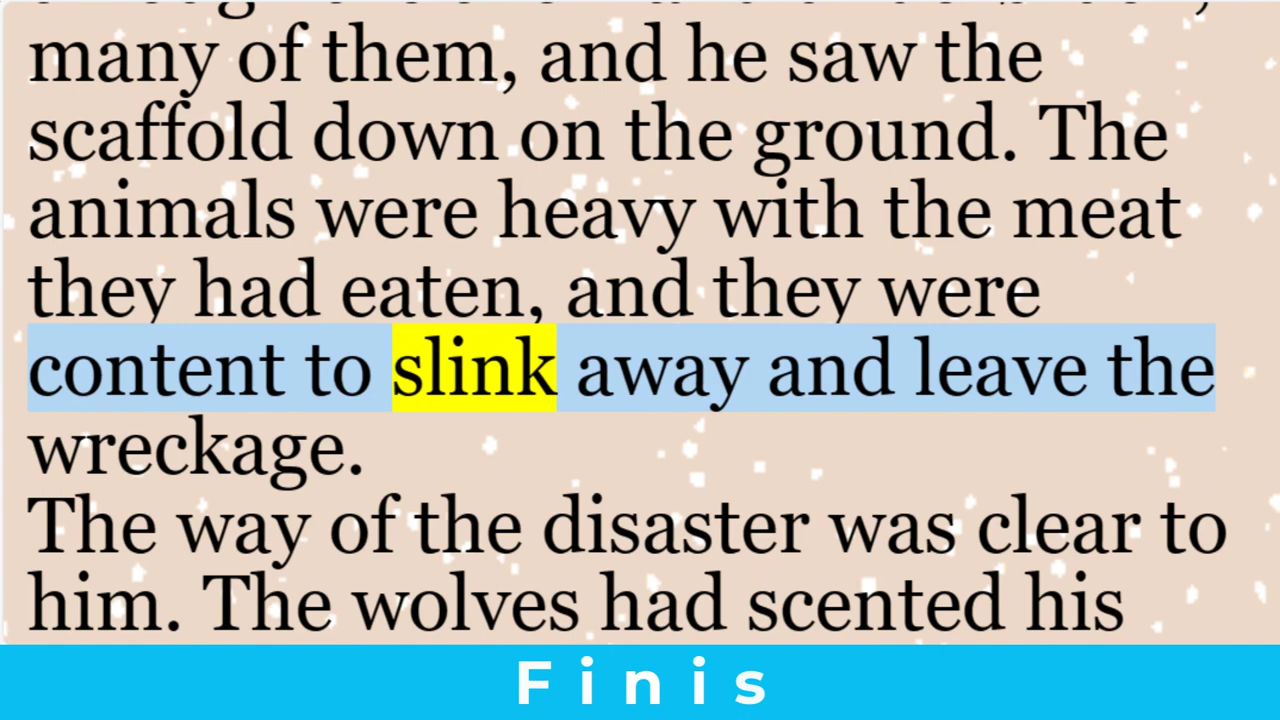 many of them, and he saw the
scaffold down on the ground. The
animals were heavy with the meat
they had eaten, and they were
content to slink away and leave the
wreckage.
The way of the disaster was clear to
him. The wolves had scented his
Finis